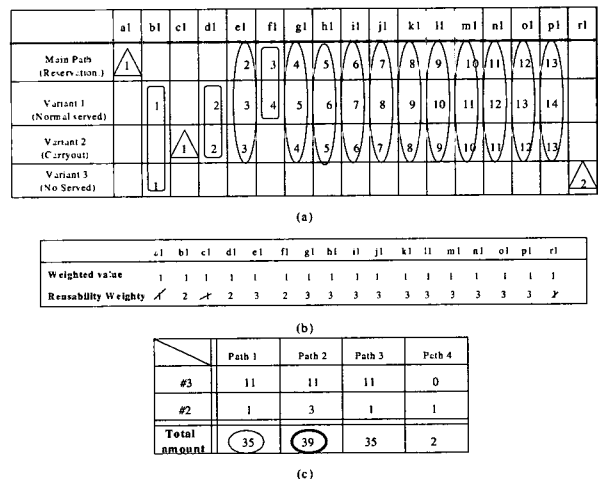 a1 b1 c1 d1 e1 f1 g1 h1 i1 j1 k1 l1 m1 n1 o1 p1 r1
Main Path 1 2 3 4 5 6 7 8 9 10 11 12 13
(Reservation)
Variant 1 1 2 3 4 5 6 7 8 9 10 11 12 13 14
(Normal served)
Variant 2 1 2 3 4 5 6 7 8 9 10 11 12 13
(Carryout)
Variant 3 1 2
(No Served)
(a)
a1 b1 c1 d1 e1 f1 g1 h1 i1 j1 k1 l1 m1 n1 o1 p1 r1
Weighted value 1 1 1 1 1 1 1 1 1 1 1 1 1 1 1 1 1
Reusability Weighty 1 2 1 2 3 2 3 3 3 3 3 3 3 3 3 3 1
(b)
Path 1 Path 2 Path 3 Path 4
#3 11 11 11 0
#2 1 3 1 1
Total
amount 35 39 35 2
(c)